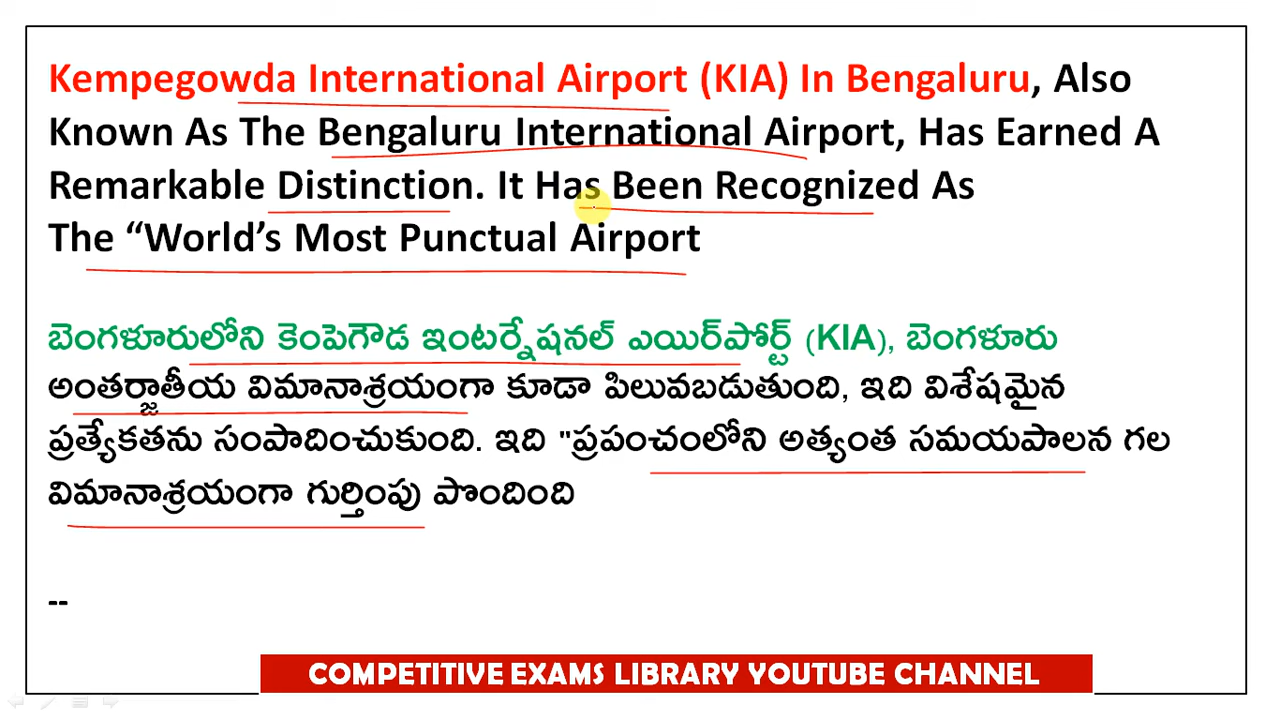 Kempegowda International Airport (KIA) In Bengaluru, Also
Known As The Bengaluru International Airport, Has Earned A
Remarkable Distinction. It Has Been Recognized As
The “World’s Most Punctual Airport
బెంగళూరులోని కెంపెగౌడ ఇంటర్నేషనల్ ఎయిర్‌పోర్ట్ (KIA), బెంగళూరు
అంతర్జాతీయ విమానాశ్రయంగా కూడా పిలువబడుతుంది, ఇది విశేషమైన
ప్రత్యేకతను సంపాదించుకుంది. ఇది "ప్రపంచంలోని అత్యంత సమయపాలన గల
విమానాశ్రయంగా గుర్తింపు పొందింది
--
COMPETITIVE EXAMS LIBRARY YOUTUBE CHANNEL